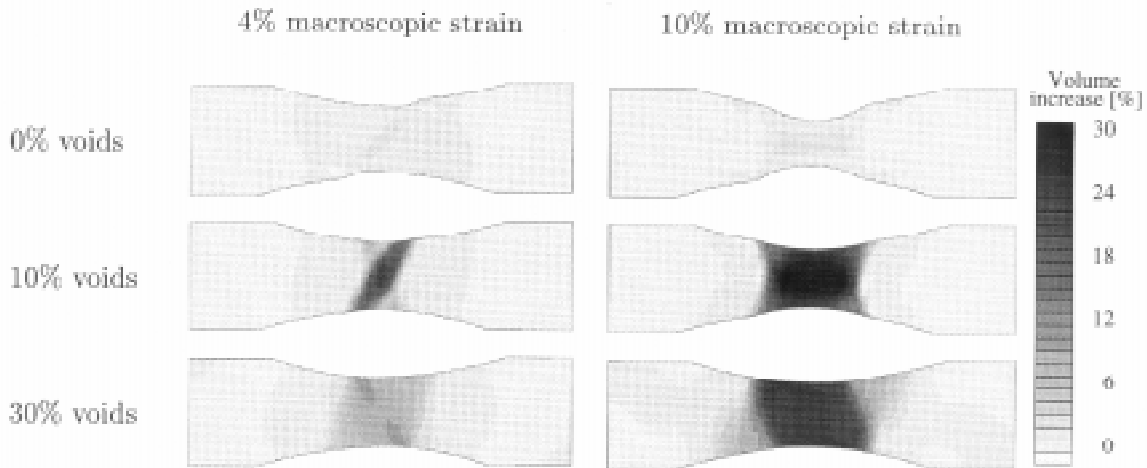 4% macroscopic strain
10% macroscopic strain
Volume
increase [%]
0% voids
30
24
10% voids
18
12
30% voids
6
0